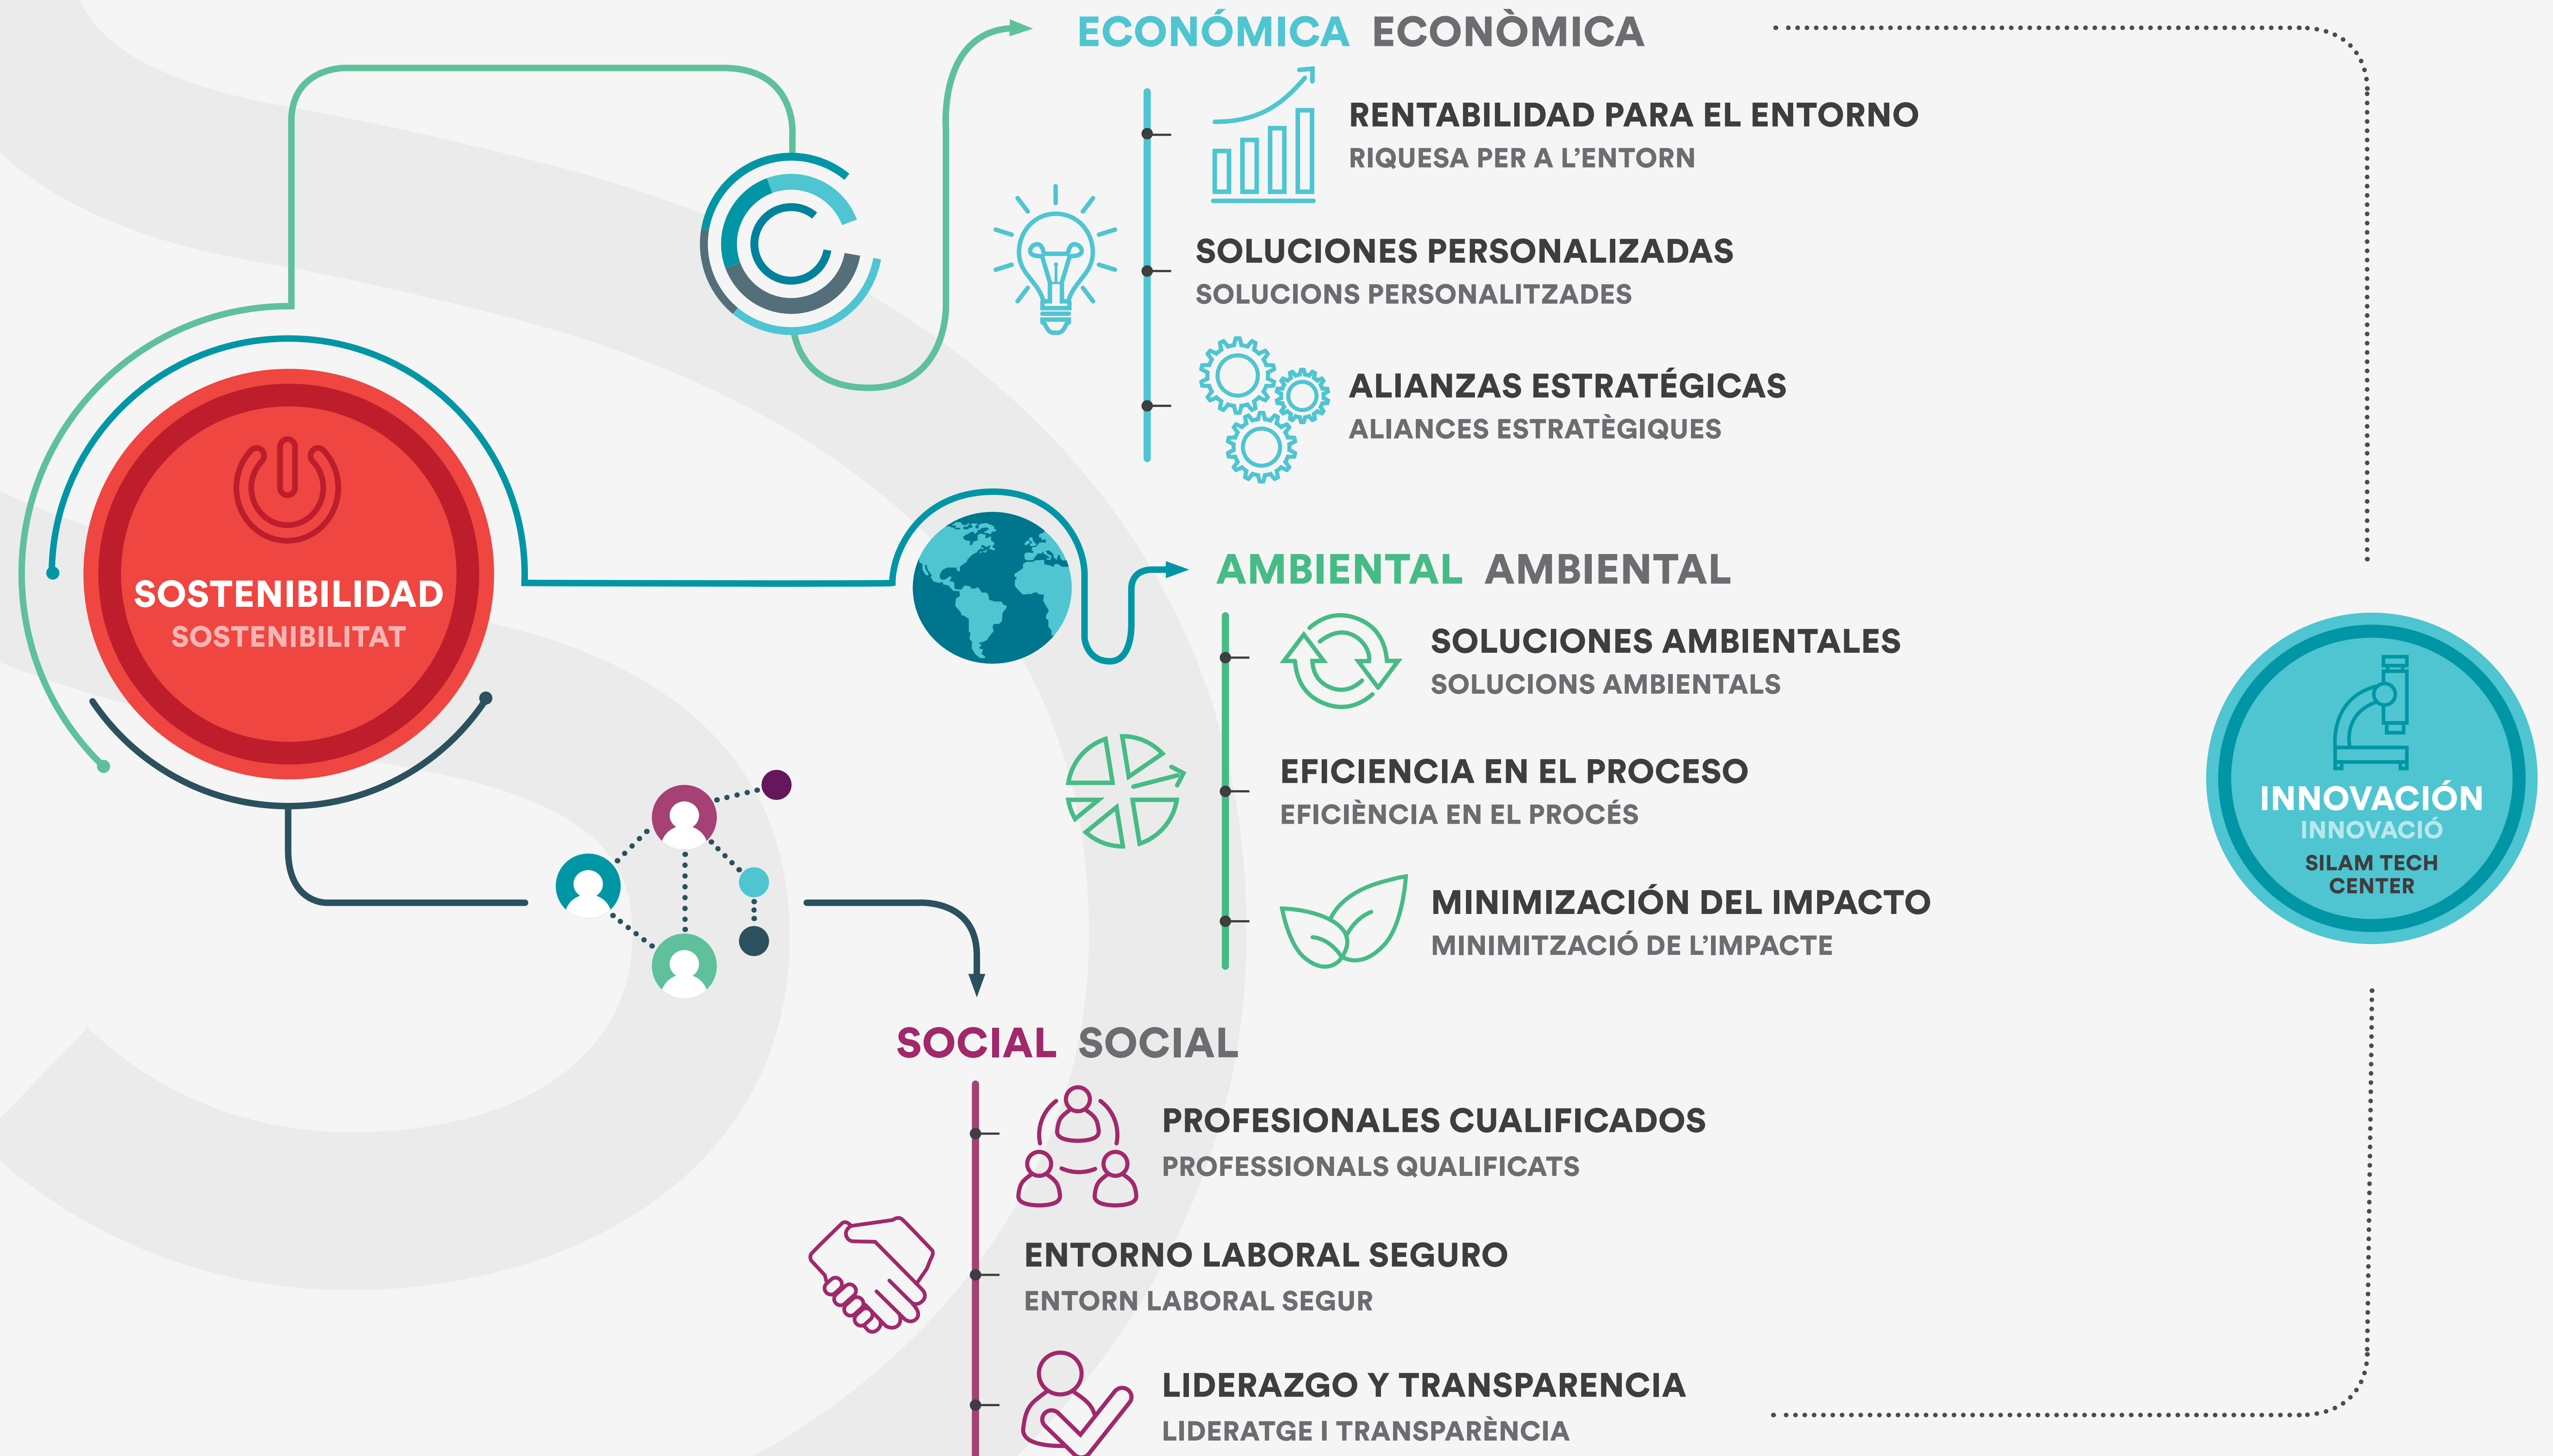 ECONÓMICA ECONÒMICA
RENTABILIDAD PARA EL ENTORNO
RIQUESA PER A L’ENTORN
SOLUCIONES PERSONALIZADAS
SOLUCIONS PERSONALITZADES
ALIANZAS ESTRATÉGICAS
ALIANCES ESTRATÈGIQUES
SOSTENIBILIDAD
SOSTENIBILITAT
AMBIENTAL AMBIENTAL
SOLUCIONES AMBIENTALES
SOLUCIONS AMBIENTALS
EFICIENCIA EN EL PROCESO
EFICIÈNCIA EN EL PROCÉS
MINIMIZACIÓN DEL IMPACTO
MINIMITZACIÓ DE L’IMPACTE
INNOVACIÓN
INNOVACIÓ
SILAM TECH
CENTER
SOCIAL SOCIAL
PROFESIONALES CUALIFICADOS
PROFESSIONALS QUALIFICATS
ENTORNO LABORAL SEGURO
ENTORN LABORAL SEGUR
LIDERAZGO Y TRANSPARENCIA
LIDERATGE I TRANSPARÈNCIA